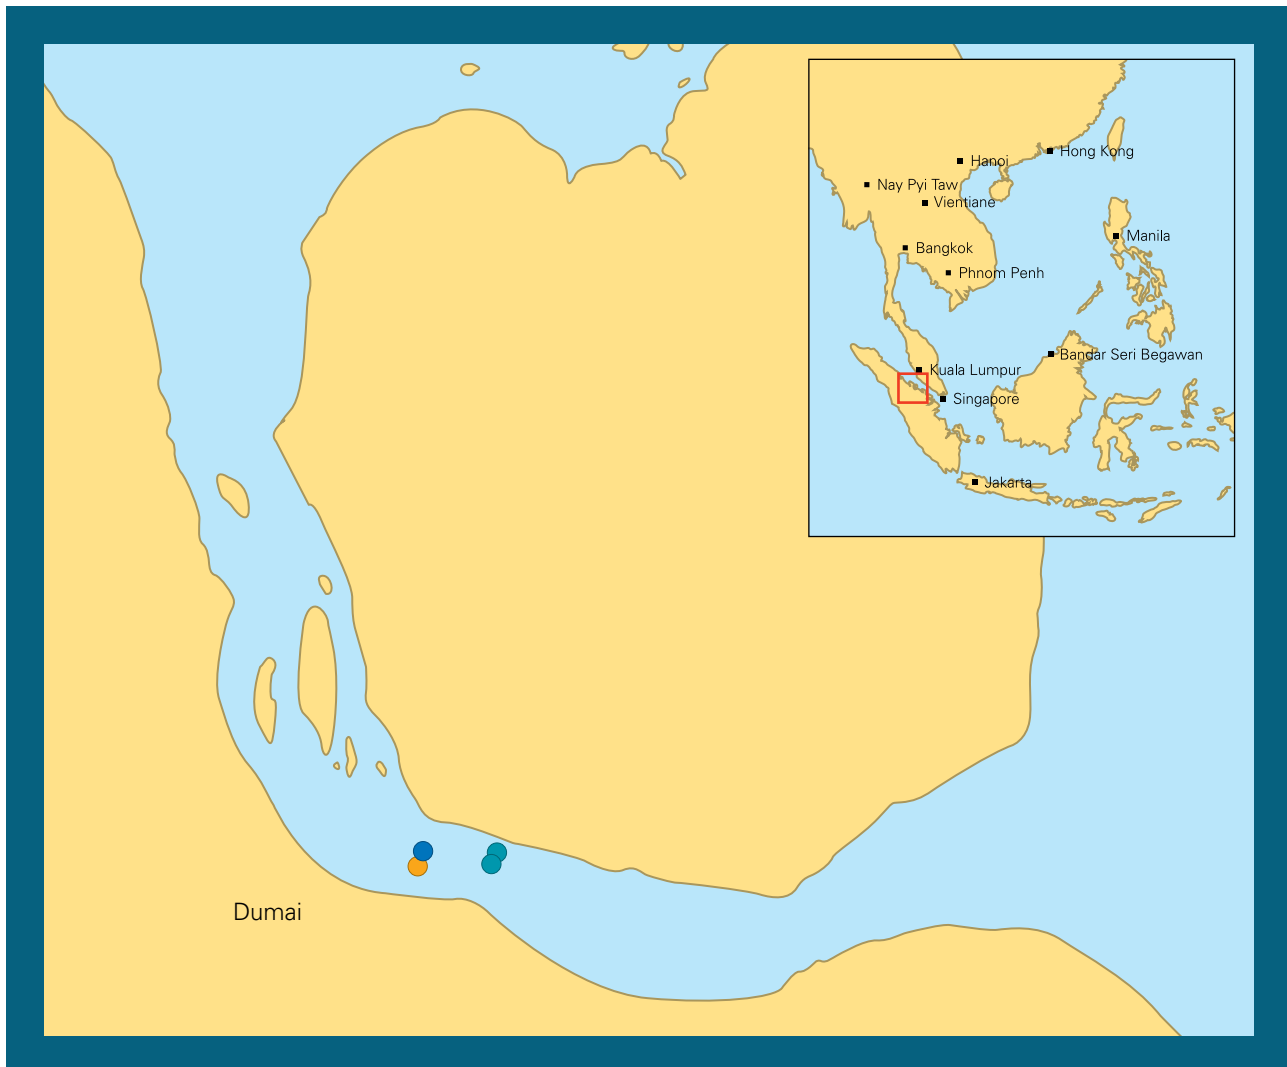 Hong Kong
Hanoi
Nay Pyi Taw
Vientiane
Manila
Bangkok
Phnom Penh
Bandar Seri Begawan
Kuala Lumpur
Singapore
Jakarta
Dumai